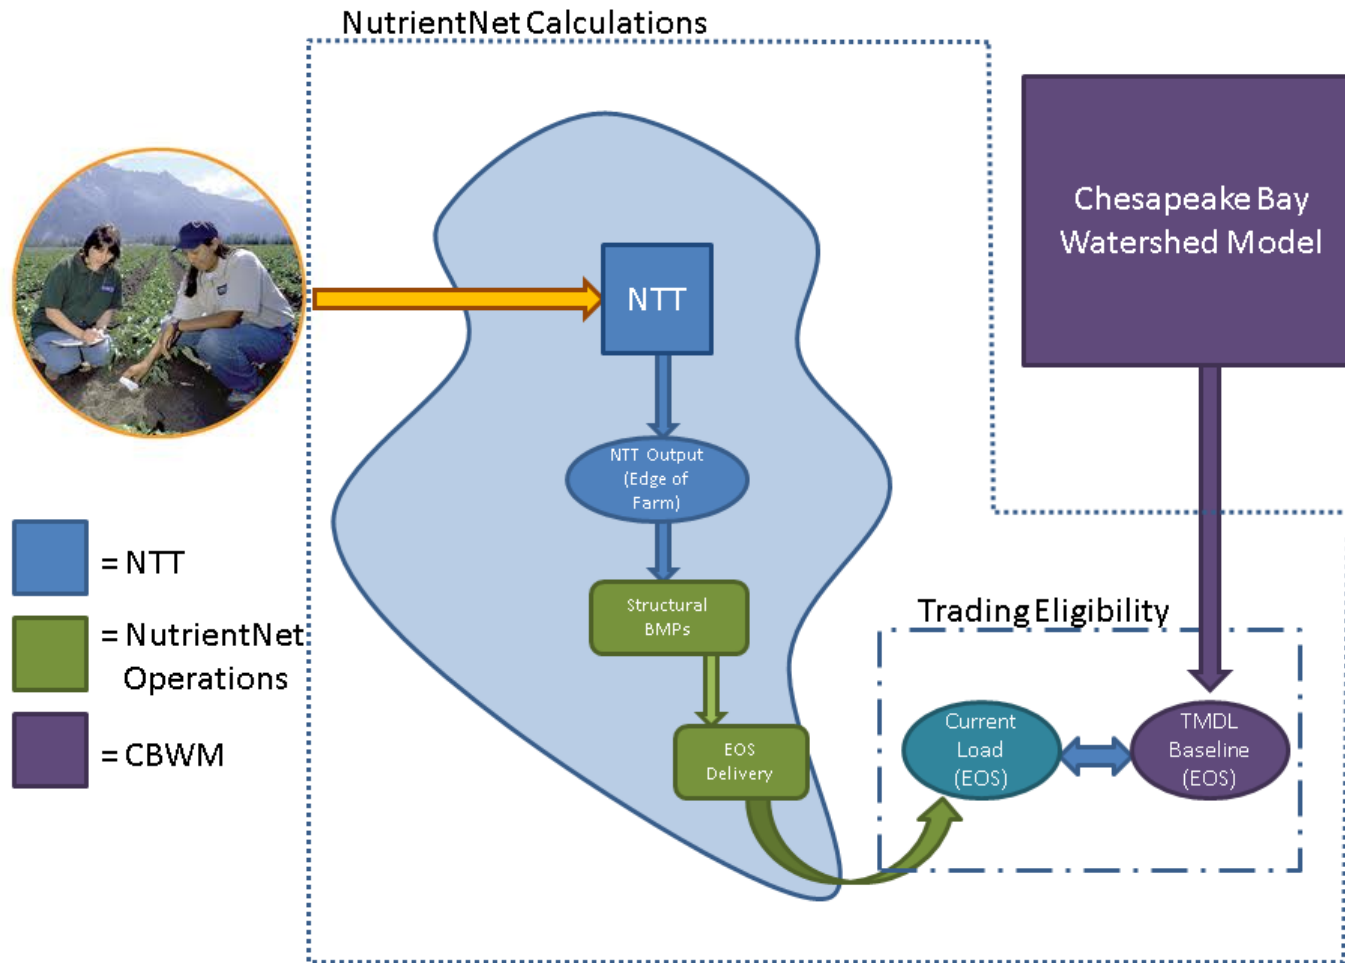 NutrientNet Calculations
Chesapeake Bay
Watershed Model
NTT
NTT Output
(Edge of
Farm)
= NTT
= NutrientNet
Operations
= CBWM
Structural
BMPs
EOS
Delivery
Trading Eligibility
Current
Load
(EOS)
TMDL
Baseline
(EOS)